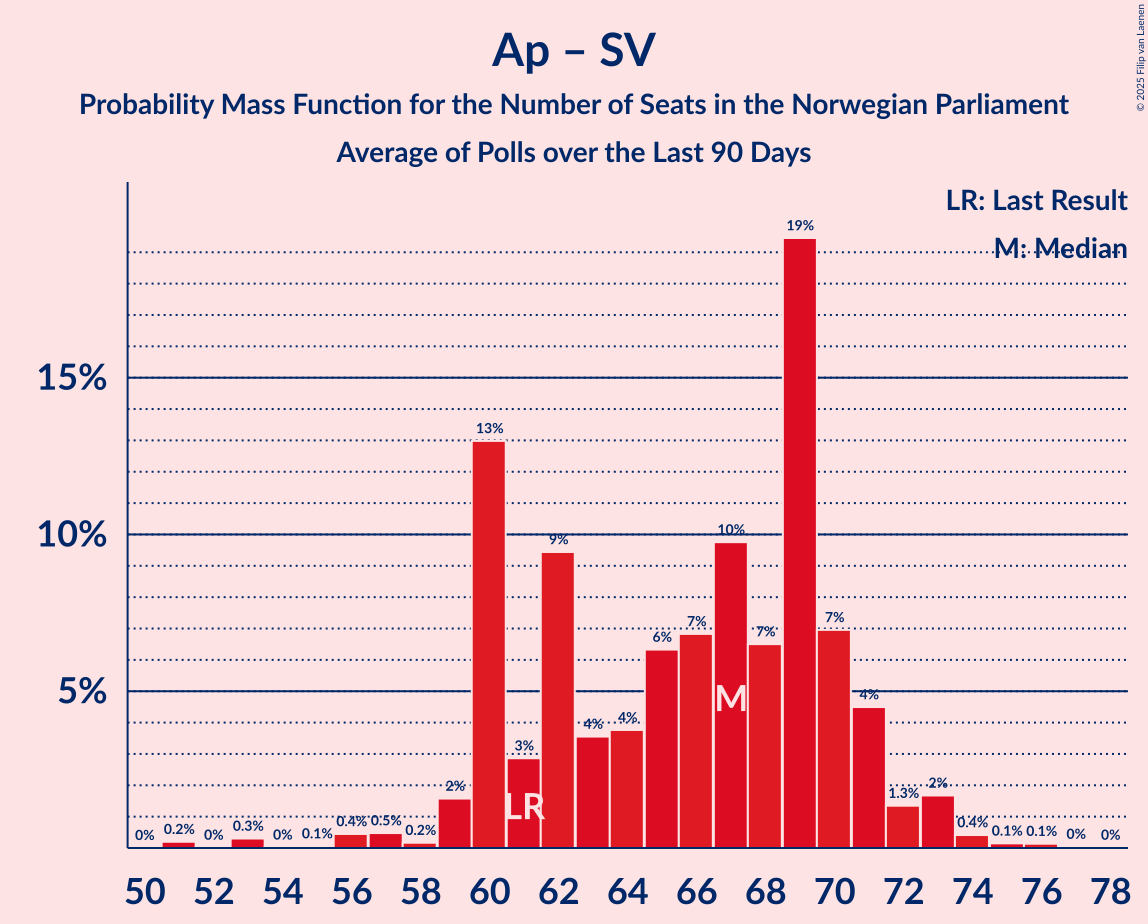 Ap – SV
Probability Mass Function for the Number of Seats in the Norwegian Parliament
Average of Polls over the Last 90 Days
© 2025 Filip van Laenen
LR: Last Result
M: Median
15%
10%
5%
0% 0.2% 0% 0.3% 0% 0.1% 0.4% 0.5% 0.2% 2% 13% 3% 9% 4% 4% 6% 7% 10% 7% 19% 7% 4% 1.3% 2% 0.4% 0.1% 0.1% 0% 0%
M
LR
50 52 54 56 58 60 62 64 66 68 70 72 74 76 78